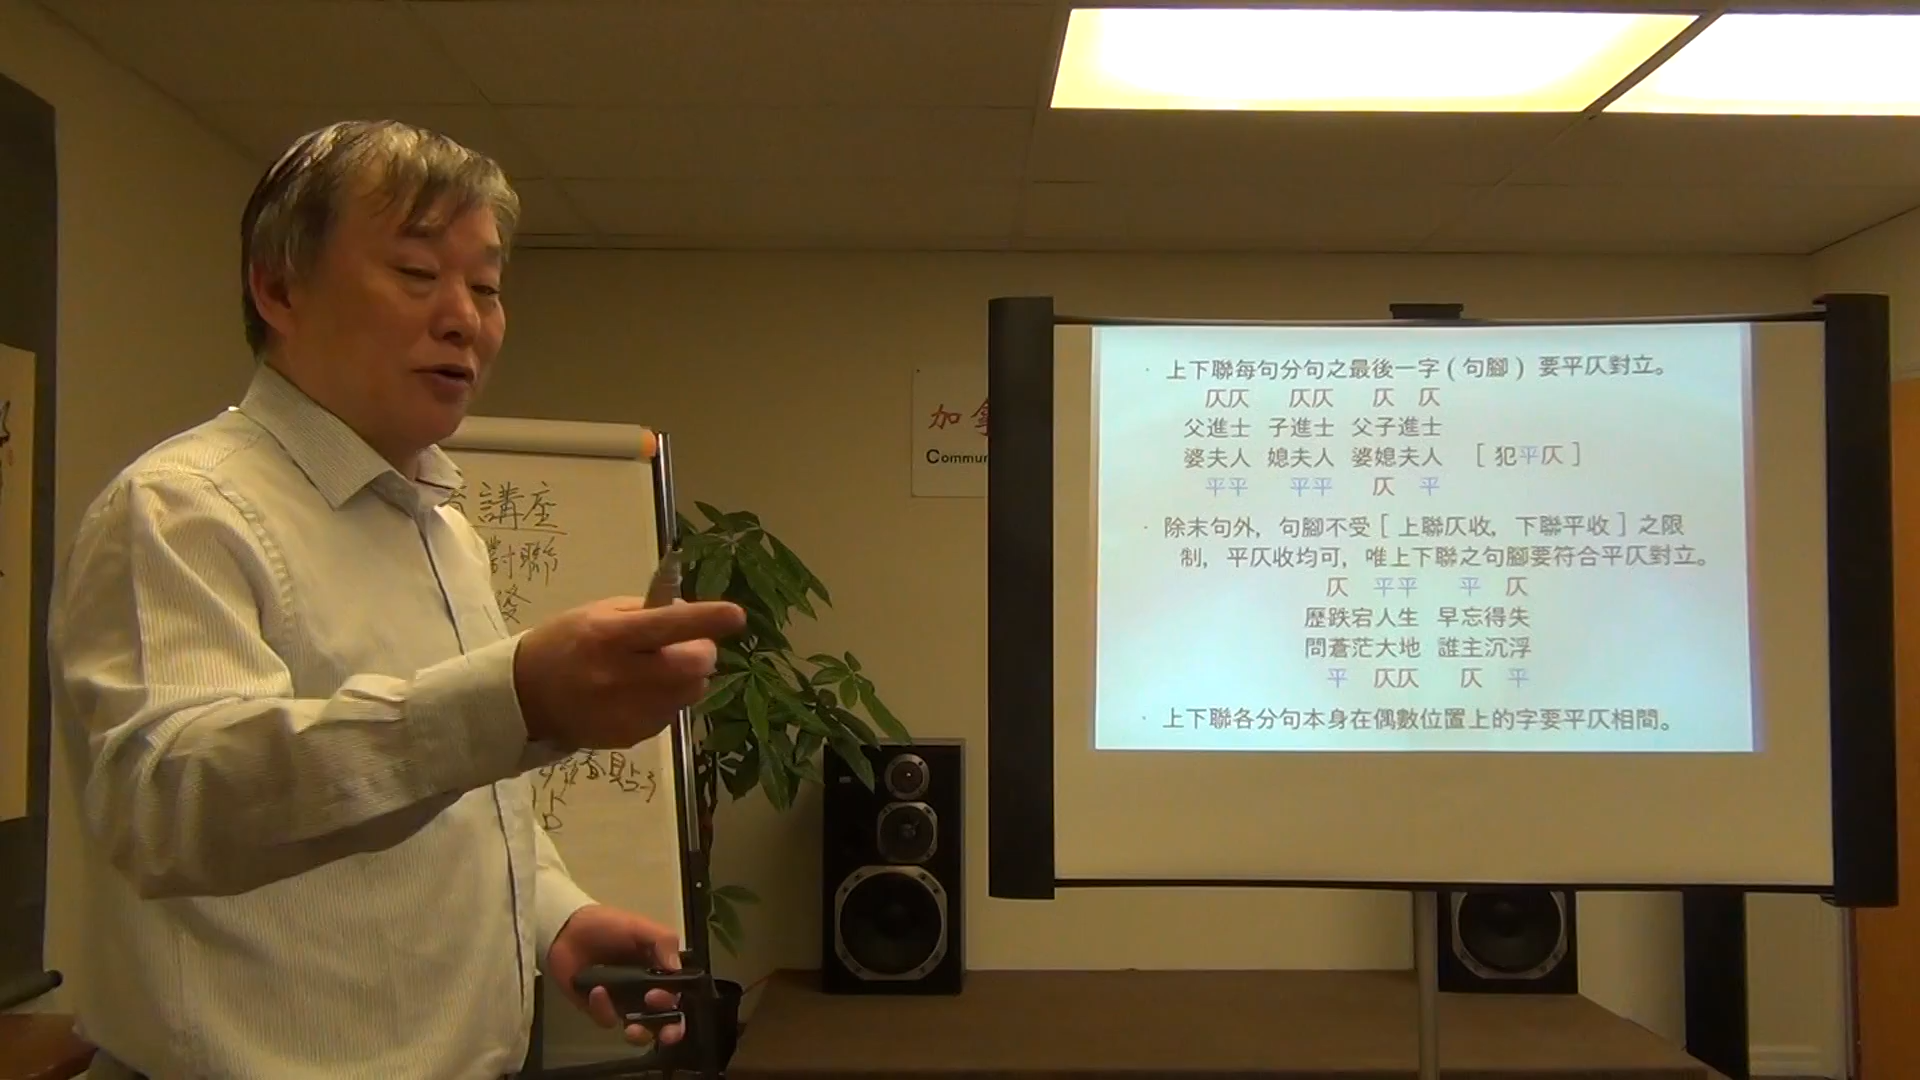 加拿
Commun
講座
對聯
上下聯每句分句之最後一字(句腳) 要平仄對立。
仄仄 仄仄 仄 仄
父進士 子進士 父子進士
婆夫人 媳夫人 婆媳夫人 [ 犯平仄 ]
平平 平平 仄 平
除末句外, 句腳不受 [ 上聯仄收, 下聯平收 ] 之限
制, 平仄收均可, 唯上下聯之句腳要符合平仄對立。
仄 平平 平 仄
歷跌宕人生 早忘得失
問蒼茫大地 誰主沉浮
平 仄仄 仄 平
上下聯各分句本身在偶數位置上的字要平仄相間。